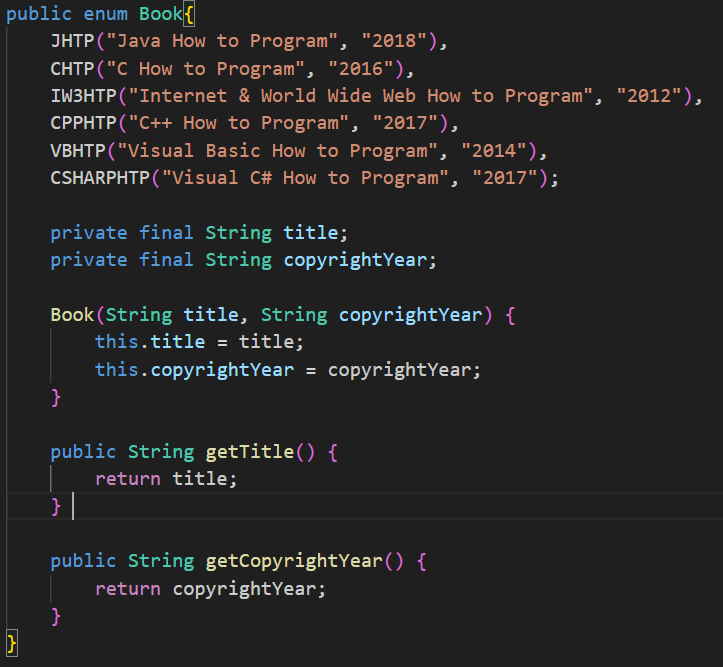 public enum Book{
    JHTP("Java How to Program", "2018"),
    CHTP("C How to Program", "2016"),
    IW3HTP("Internet & World Wide Web How to Program", "2012"),
    CPPHTP("C++ How to Program", "2017"),
    VBHTP("Visual Basic How to Program", "2014"),
    CSHARPHTP("Visual C# How to Program", "2017");

    private final String title;
    private final String copyrightYear;

    Book(String title, String copyrightYear) {
        this.title = title;
        this.copyrightYear = copyrightYear;
    }

    public String getTitle() {
        return title;
    }

    public String getCopyrightYear() {
        return copyrightYear;
    }
}